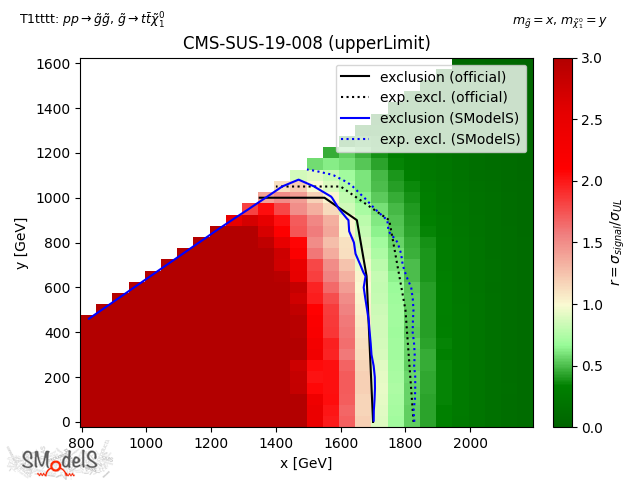 T1tttt: pp → g̃g̃, g̃ → tt̄χ̃₁⁰
m_g̃ = x, m_χ̃₁⁰ = y
CMS-SUS-19-008 (upperLimit)
exclusion (official)
exp. excl. (official)
exclusion (SModelS)
exp. excl. (SModelS)
1600
1400
1200
1000
800
600
400
200
0
y [GeV]
800
1000
1200
1400
1600
1800
2000
x [GeV]
3.0
2.5
2.0
1.5
1.0
0.5
0.0
r = σ_signal/σ_UL
SModelS